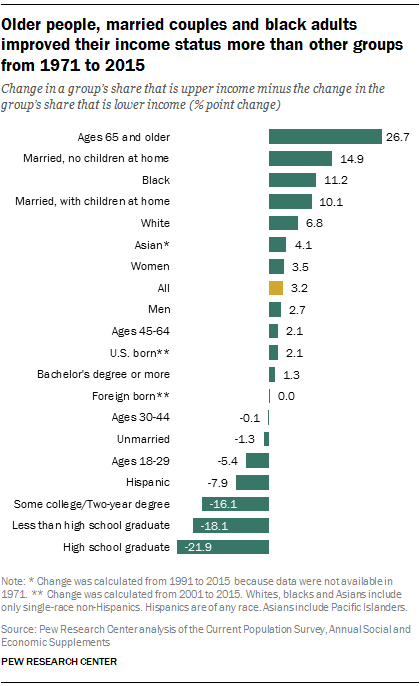 Older people, married couples and black adults
improved their income status more than other groups
from 1971 to 2015
Change in a group's share that is upper income minus the change in the
group's share that is lower income (% point change)
Ages 65 and older 26.7
Married, no children at home 14.9
Black 11.2
Married, with children at home 10.1
White 6.8
Asian* 4.1
Women 3.5
All 3.2
Men 2.7
Ages 45-64 2.1
U.S. born** 2.1
Bachelor's degree or more 1.3
Foreign born** 0.0
Ages 30-44 -0.1
Unmarried -1.3
Ages 18-29 -5.4
Hispanic -7.9
Some college/Two-year degree -16.1
Less than high school graduate -18.1
High school graduate -21.9
Note: * Change was calculated from 1991 to 2015 because data were not available in
1971. ** Change was calculated from 2001 to 2015. Whites, blacks and Asians include
only single-race non-Hispanics. Hispanics are of any race. Asians include Pacific Islanders.
Source: Pew Research Center analysis of the Current Population Survey, Annual Social and
Economic Supplements
PEW RESEARCH CENTER